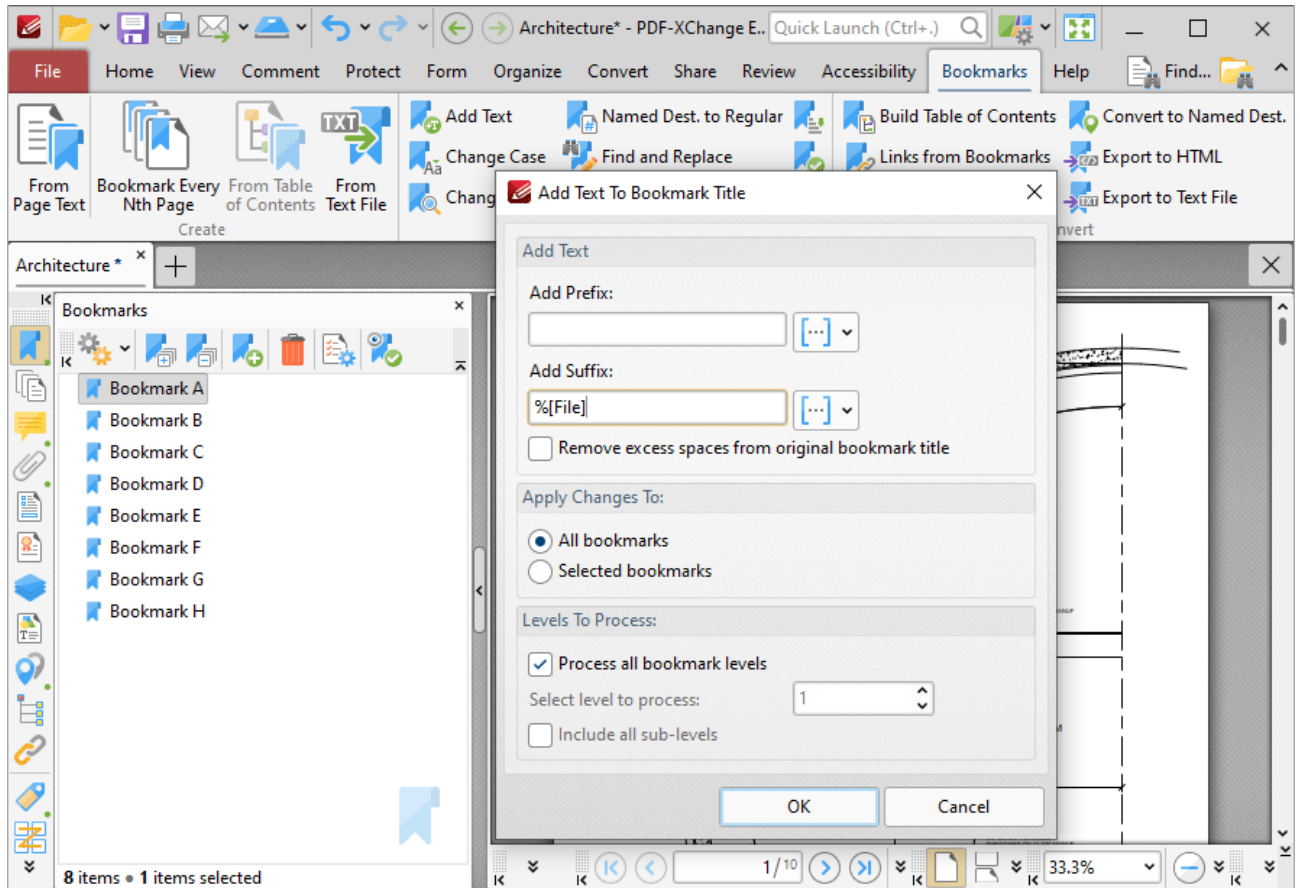 Architecture* - PDF-XChange E..
Quick Launch (Ctrl+.)
File Home View Comment Protect Form Organize Convert Share Review Accessibility Bookmarks Help Find...
TXT
From
Page Text
Bookmark Every
Nth Page
From Table
of Contents
From
Text File
Create
Add Text
Aä
Change Case
Chang
Named Dest. to Regular
Find and Replace
Build Table of Contents
Links from Bookmarks
Convert to Named Dest.
Export to HTML
TXT
Export to Text File
nvert
Architecture *
Bookmarks
Bookmark A
Bookmark B
Bookmark C
Bookmark D
Bookmark E
Bookmark F
Bookmark G
Bookmark H
8 items • 1 items selected
Add Text To Bookmark Title
Add Text
Add Prefix:
Add Suffix:
%[File]
Remove excess spaces from original bookmark title
Apply Changes To:
All bookmarks
Selected bookmarks
Levels To Process:
Process all bookmark levels
Select level to process:
1
Include all sub-levels
OK
Cancel
1/10
33.3%